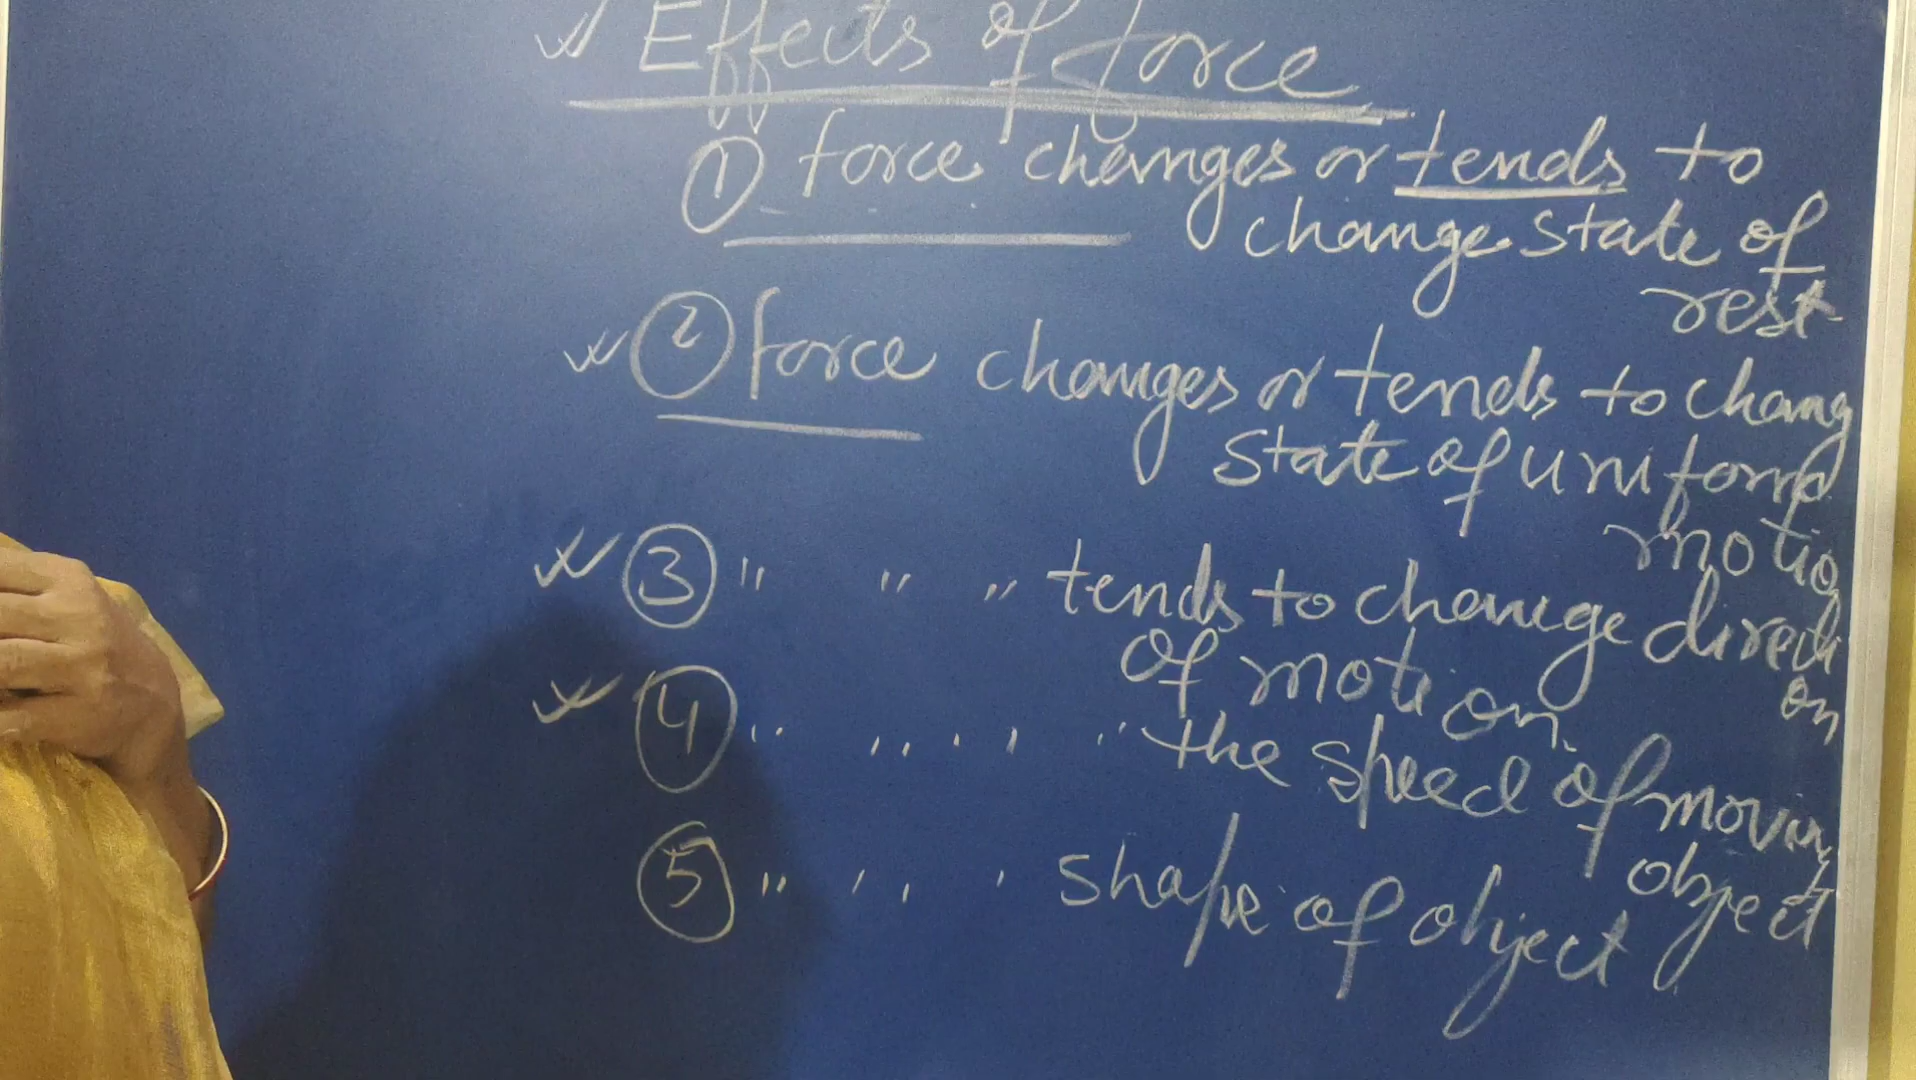 Effects of force
① force changes or tends to
change state of
rest
② force changes or tends to chang
state of uniform
motio
③ " " " tends to change directi
on
of motion.
④ " " " " " the speed of moving
object
⑤ " " " " shape of object